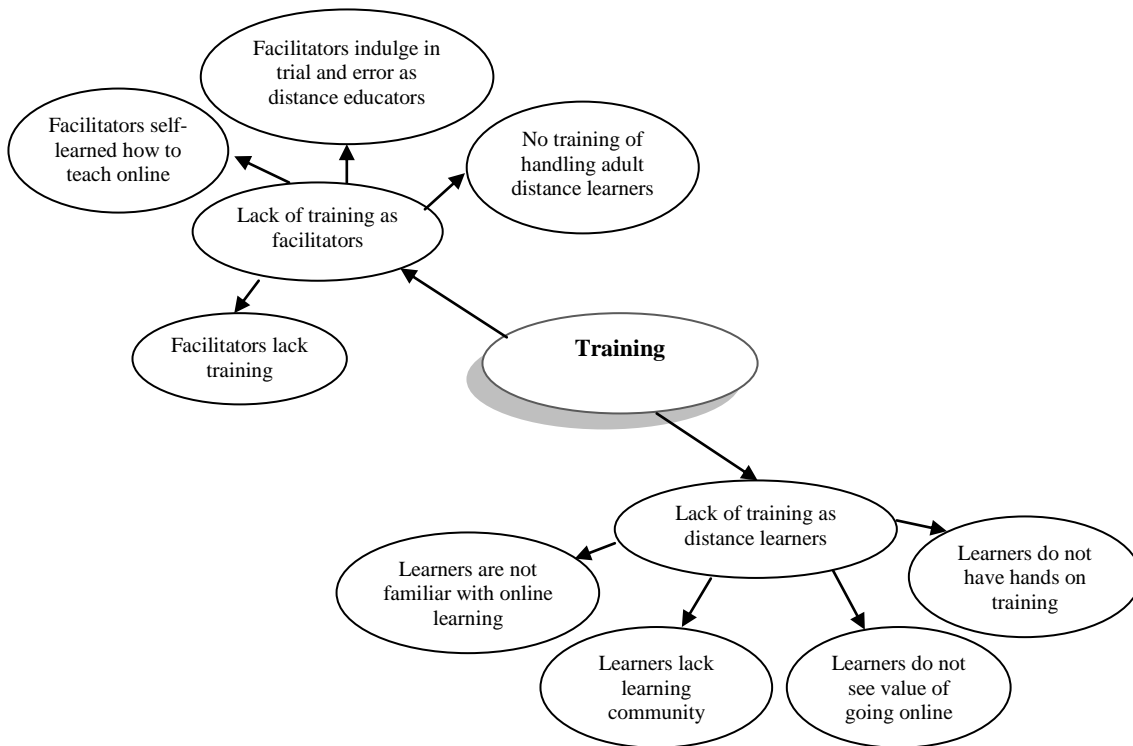 Facilitators indulge in
trial and error as
distance educators
Facilitators self-
learned how to
teach online
No training of
handling adult
distance learners
Lack of training as
facilitators
Facilitators lack
training
Training
Lack of training as
distance learners
Learners are not
familiar with online
learning
Learners do not
have hands on
training
Learners lack
learning
community
Learners do not
see value of
going online